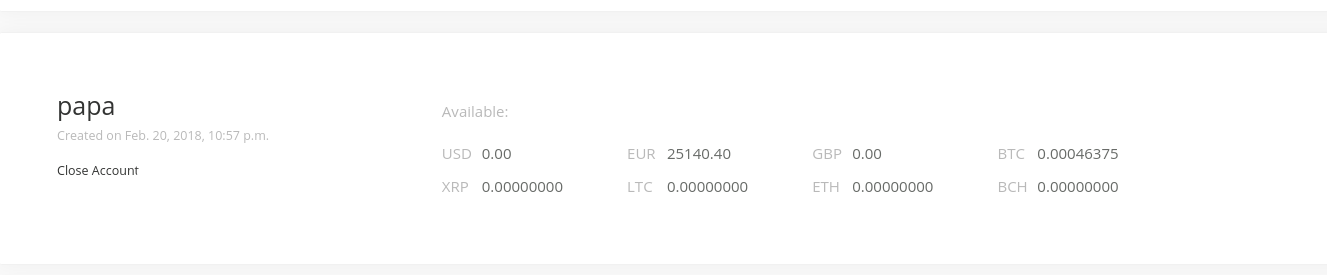 papa
Created on Feb. 20, 2018, 10:57 p.m.
Close Account
Available:
USD 0.00 EUR 25140.40 GBP 0.00 BTC 0.00046375
XRP 0.00000000 LTC 0.00000000 ETH 0.00000000 BCH 0.00000000